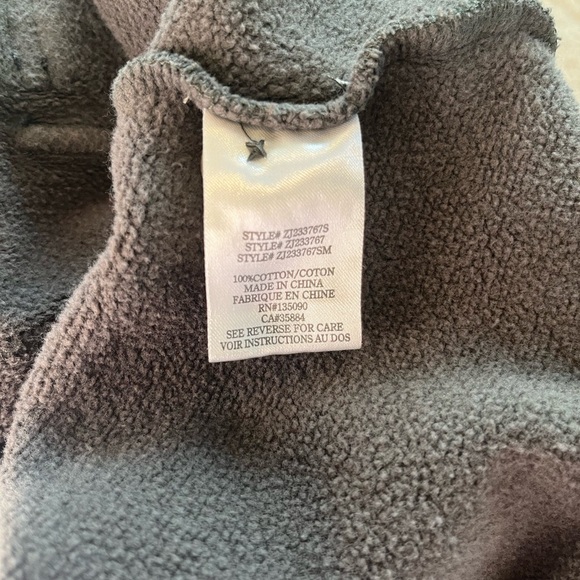 STYLE# ZJ233767S
STYLE# ZJ233767
STYLE# ZJ233767SM
100%COTTON/COTON
MADE IN CHINA
FABRIQUE EN CHINE
RN#135090
CA#35884
SEE REVERSE FOR CARE
VOIR INSTRUCTIONS AU DOS